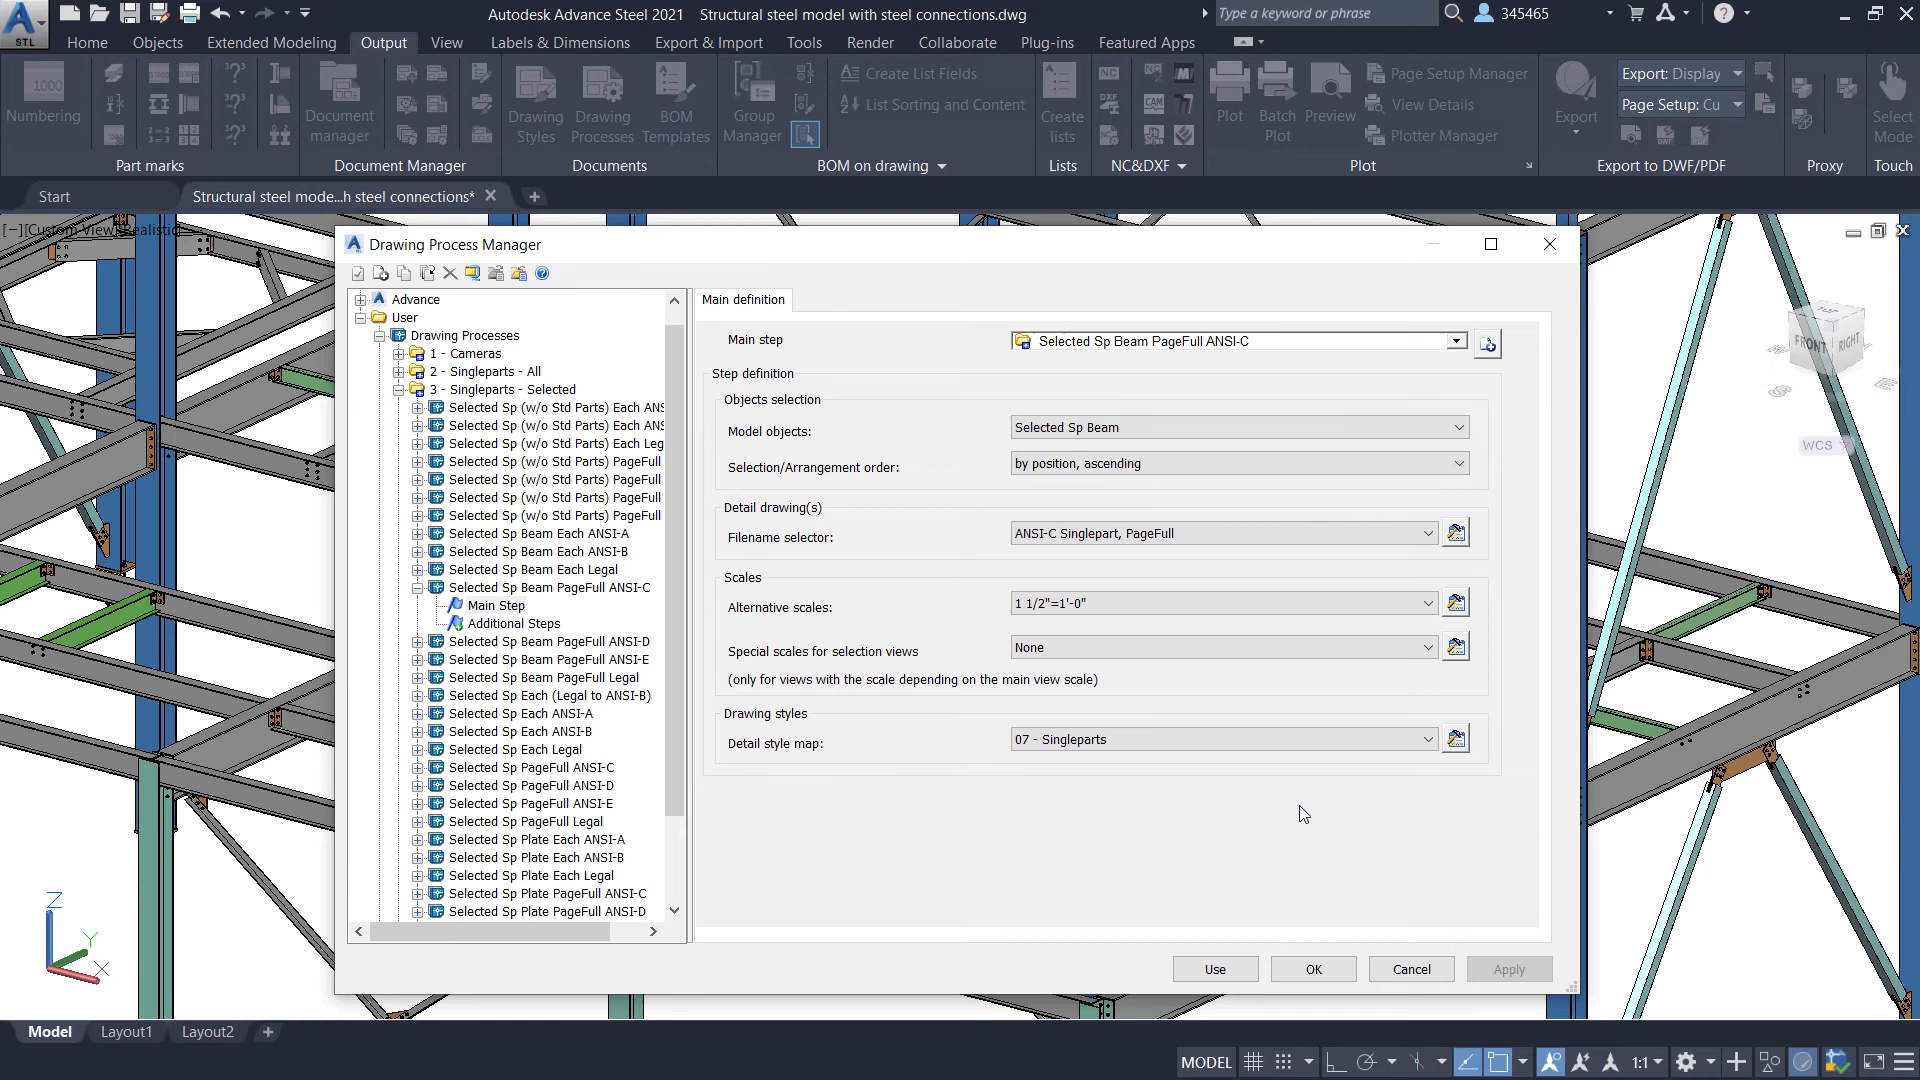 Autodesk Advance Steel 2021 Structural steel model with steel connections.dwg
Type a keyword or phrase
345465
STL
Home Objects Extended Modeling Output View Labels & Dimensions Export & Import Tools Render Collaborate Plug-ins Featured Apps
1000
Numbering
Part marks
Document manager
Document Manager
Drawing Styles
Drawing Processes
BOM Templates
Documents
Group Manager
Create List Fields
List Sorting and Content
BOM on drawing
Create lists
Lists
NC
DXF
CAM
NC&DXF
Plot
Batch Plot
Preview
Page Setup Manager
View Details
Plotter Manager
Plot
Export
Export: Display
Page Setup: Cu
Export to DWF/PDF
Proxy
Select Mode
Touch
Start
Structural steel mode...h steel connections*
[−][Custom View][Realistic]
Drawing Process Manager
Advance
User
Drawing Processes
1 - Cameras
2 - Singleparts - All
3 - Singleparts - Selected
Selected Sp (w/o Std Parts) Each ANS
Selected Sp (w/o Std Parts) Each ANS
Selected Sp (w/o Std Parts) Each Leg
Selected Sp (w/o Std Parts) PageFull
Selected Sp (w/o Std Parts) PageFull
Selected Sp (w/o Std Parts) PageFull
Selected Sp (w/o Std Parts) PageFull
Selected Sp Beam Each ANSI-A
Selected Sp Beam Each ANSI-B
Selected Sp Beam Each Legal
Selected Sp Beam PageFull ANSI-C
Main Step
Additional Steps
Selected Sp Beam PageFull ANSI-D
Selected Sp Beam PageFull ANSI-E
Selected Sp Beam PageFull Legal
Selected Sp Each (Legal to ANSI-B)
Selected Sp Each ANSI-A
Selected Sp Each ANSI-B
Selected Sp Each Legal
Selected Sp PageFull ANSI-C
Selected Sp PageFull ANSI-D
Selected Sp PageFull ANSI-E
Selected Sp PageFull Legal
Selected Sp Plate Each ANSI-A
Selected Sp Plate Each ANSI-B
Selected Sp Plate Each Legal
Selected Sp Plate PageFull ANSI-C
Selected Sp Plate PageFull ANSI-D
Main definition
Main step Selected Sp Beam PageFull ANSI-C
Step definition
Objects selection
Model objects: Selected Sp Beam
Selection/Arrangement order: by position, ascending
Detail drawing(s)
Filename selector: ANSI-C Singlepart, PageFull
Scales
Alternative scales: 1 1/2"=1'-0"
Special scales for selection views None
(only for views with the scale depending on the main view scale)
Drawing styles
Detail style map: 07 - Singleparts
Use OK Cancel Apply
TOP
FRONT RIGHT
S E
WCS
Z
Y
X
Model Layout1 Layout2
MODEL
1:1